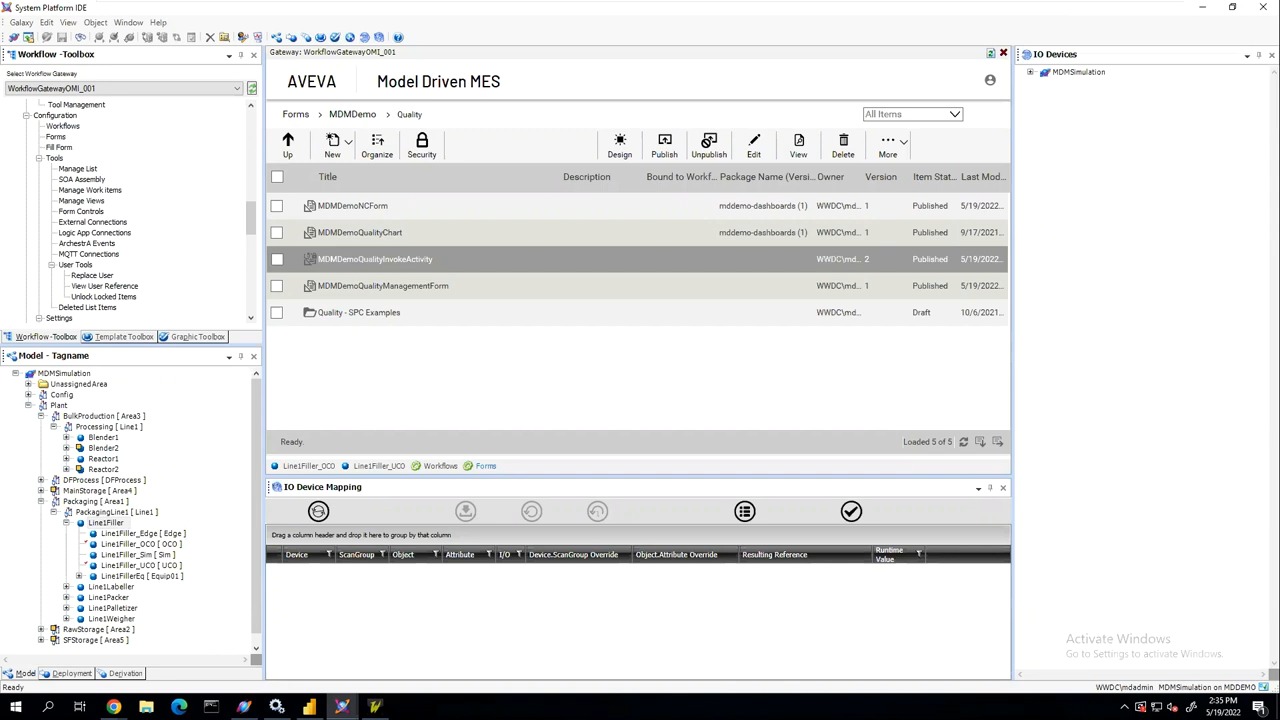 System Platform IDE
Galaxy Edit View Object Window Help
Workflow -Toolbox
Select Workflow Gateway
WorkflowGatewayOMI_001
Tool Management
Configuration
Workflows
Forms
Fill Form
Tools
Manage List
SOA Assembly
Manage Work items
Manage Views
Form Controls
External Connections
Logic App Connections
ArchestrA Events
MQTT Connections
User Tools
Replace User
View User Reference
Unlock Locked Items
Deleted List Items
Settings
Workflow-Toolbox Template Toolbox Graphic Toolbox
Model - Tagname
MDMSimulation
UnassignedArea
Config
Plant
BulkProduction [ Area3 ]
Processing [ Line1 ]
Blender1
Blender2
Reactor1
Reactor2
DFProcess [ DFProcess ]
MainStorage [ Area4 ]
Packaging [ Area1 ]
PackagingLine1 [ Line1 ]
Line1Filler
Line1Filler_Edge [ Edge ]
Line1Filler_OCO [ OCO ]
Line1Filler_Sim [ Sim ]
Line1Filler_UCO [ UCO ]
Line1FillerEq [ Equip01 ]
Line1Labeller
Line1Packer
Line1Palletizer
Line1Weigher
RawStorage [ Area2 ]
SFStorage [ Area5 ]
Model Deployment Derivation
Ready
Gateway: WorkflowGatewayOMI_001
AVEVA Model Driven MES
Forms > MDMDemo > Quality
All Items
Up New Organize Security Design Publish Unpublish Edit View Delete More
Title Description Bound to Workf... Package Name (Versi... Owner Version Item Stat... Last Mod...
MDMDemoNCForm mddemo-dashboards (1) WWDC\md... 1 Published 5/19/2022...
MDMDemoQualityChart mddemo-dashboards (1) WWDC\md... 1 Published 9/17/2021...
MDMDemoQualityInvokeActivity WWDC\md... 2 Published 5/19/2022...
MDMDemoQualityManagementForm WWDC\md... 1 Published 5/19/2022...
Quality - SPC Examples WWDC\md... Draft 10/6/2021...
Ready. Loaded 5 of 5
Line1Filler_OCO Line1Filler_UCO Workflows Forms
IO Device Mapping
Drag a column header and drop it here to group by that column
Device ScanGroup Object Attribute I/O Device.ScanGroup Override Object.Attribute Override Resulting Reference Runtime Value
IO Devices
MDMSimulation
Activate Windows
Go to Settings to activate Windows.
WWDC\mdadmin MDMSimulation on MDDEMO
2:35 PM
5/19/2022